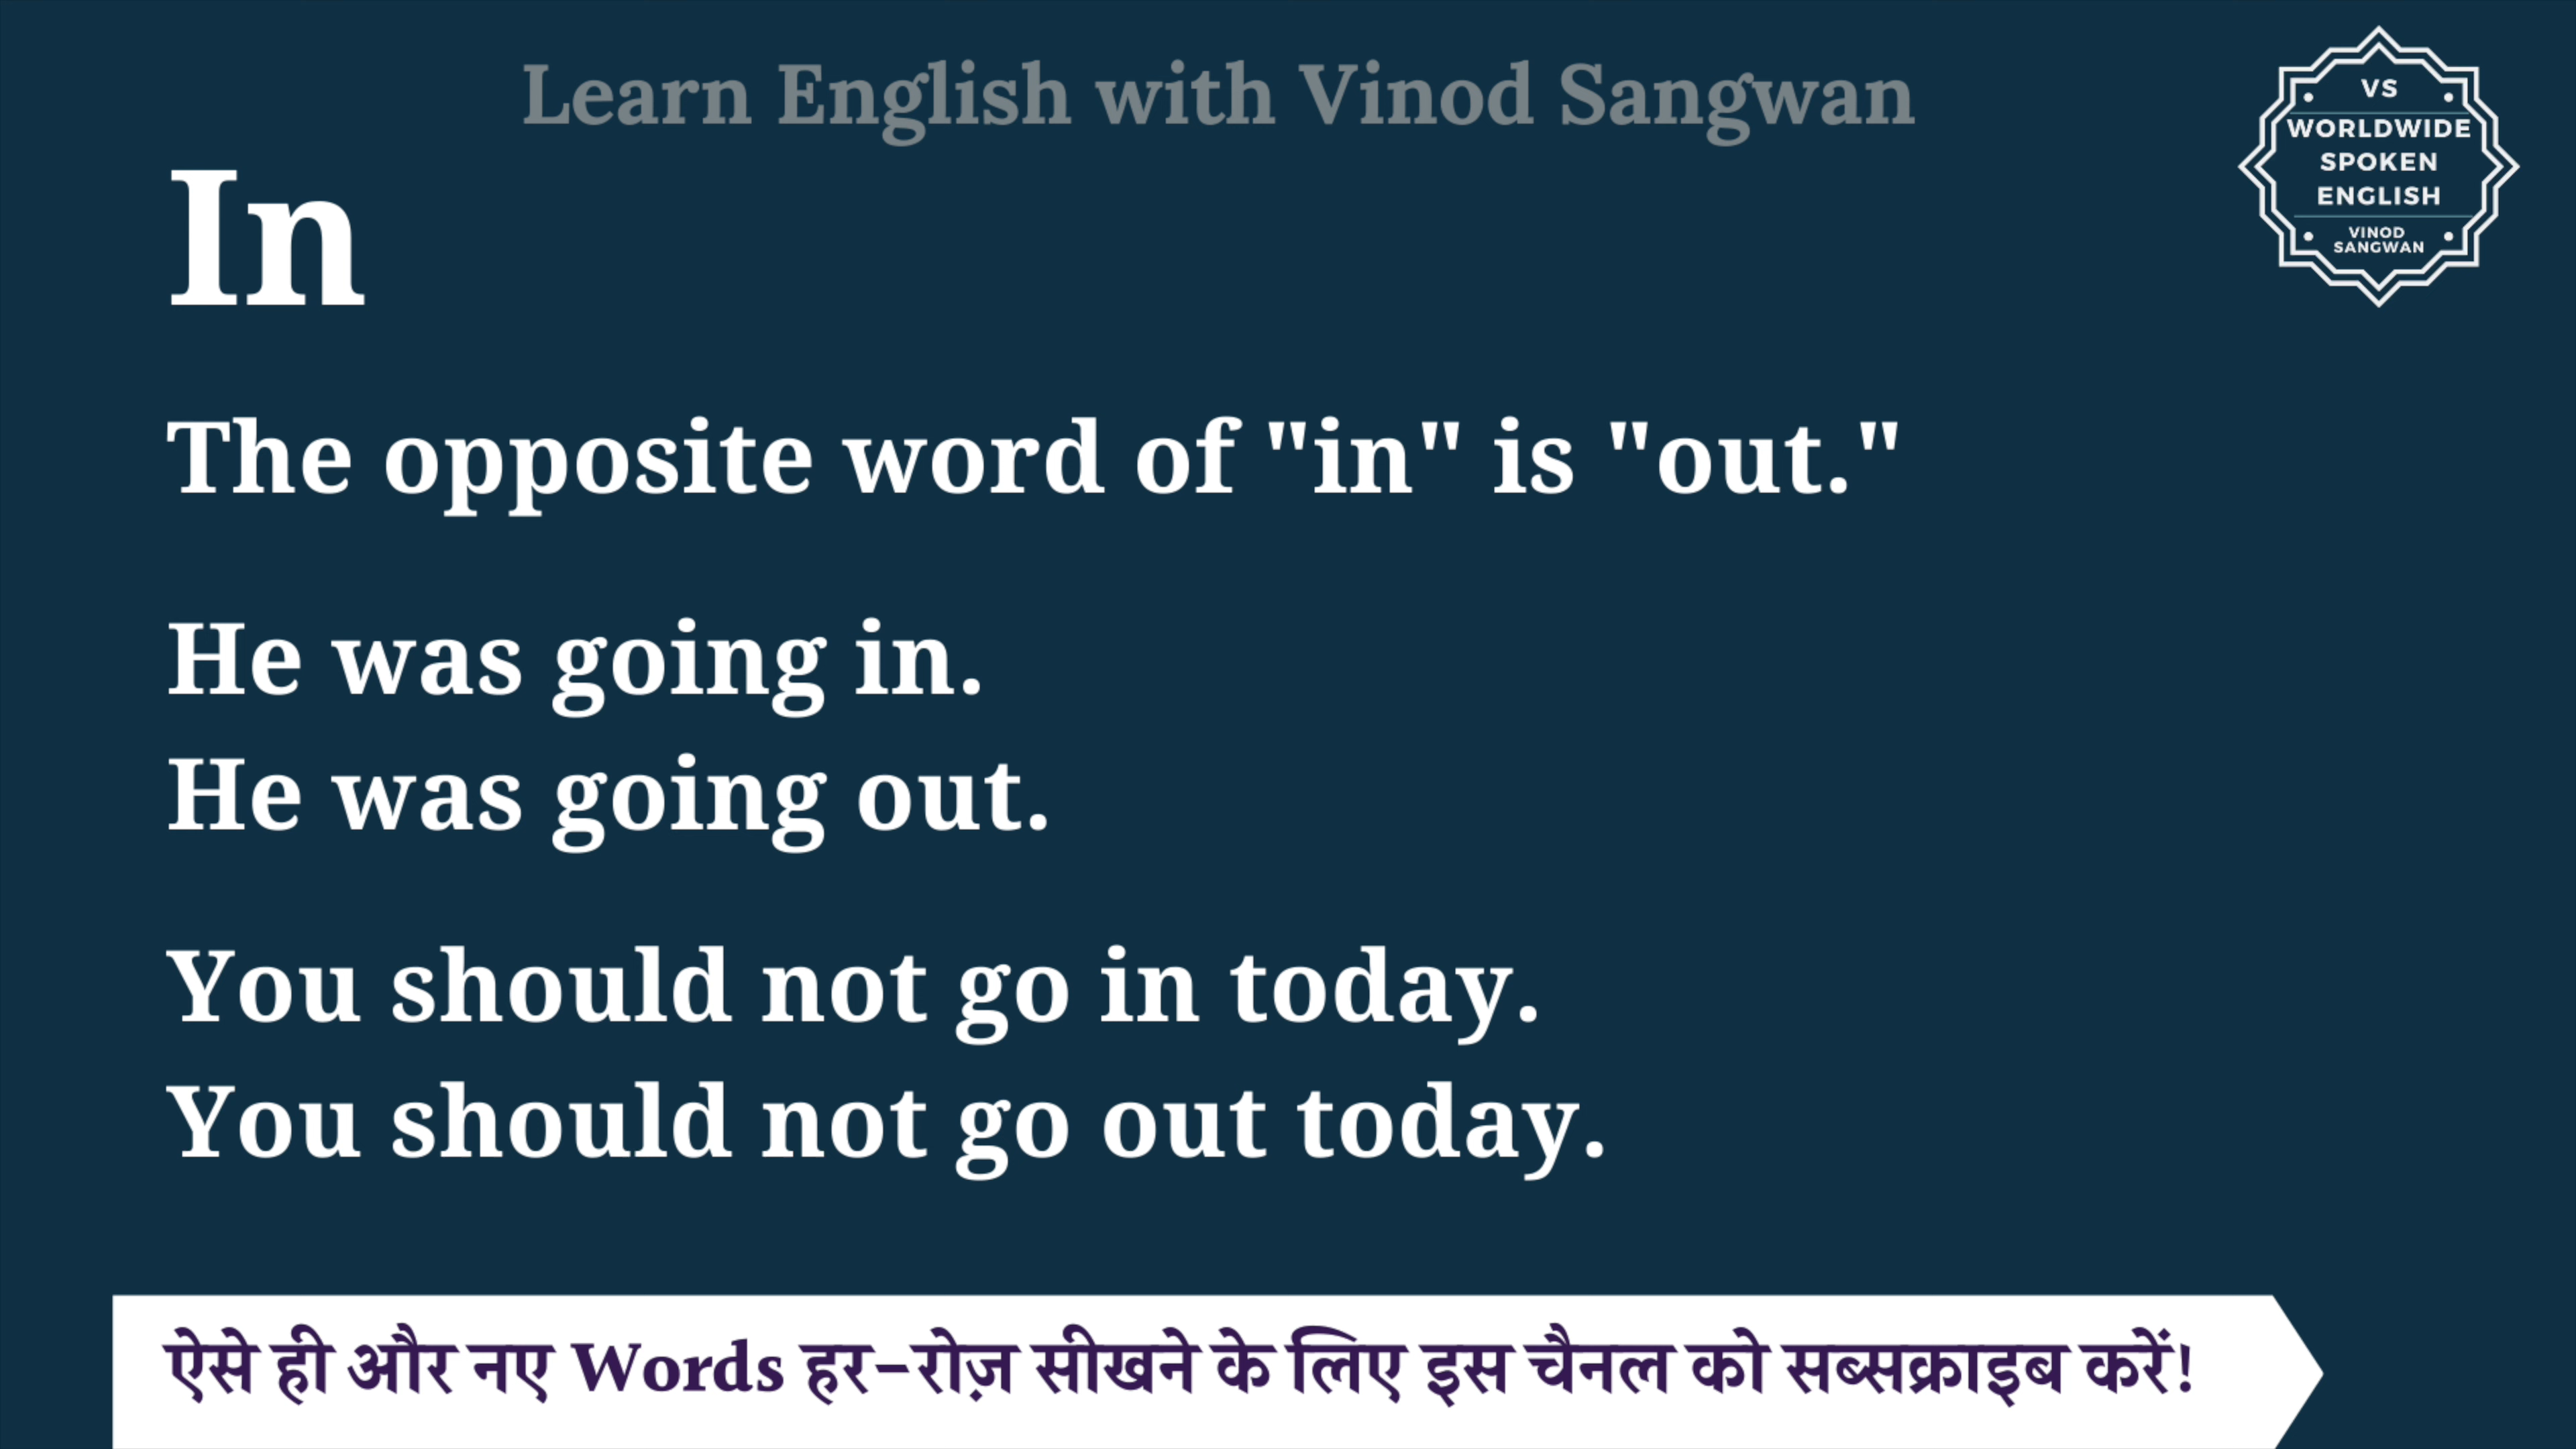 Learn English with Vinod Sangwan
VS
WORLDWIDE
SPOKEN
ENGLISH
VINOD
SANGWAN
In
The opposite word of "in" is "out."
He was going in.
He was going out.
You should not go in today.
You should not go out today.
ऐसे ही और नए Words हर-रोज़ सीखने के लिए इस चैनल को सब्सक्राइब करें!